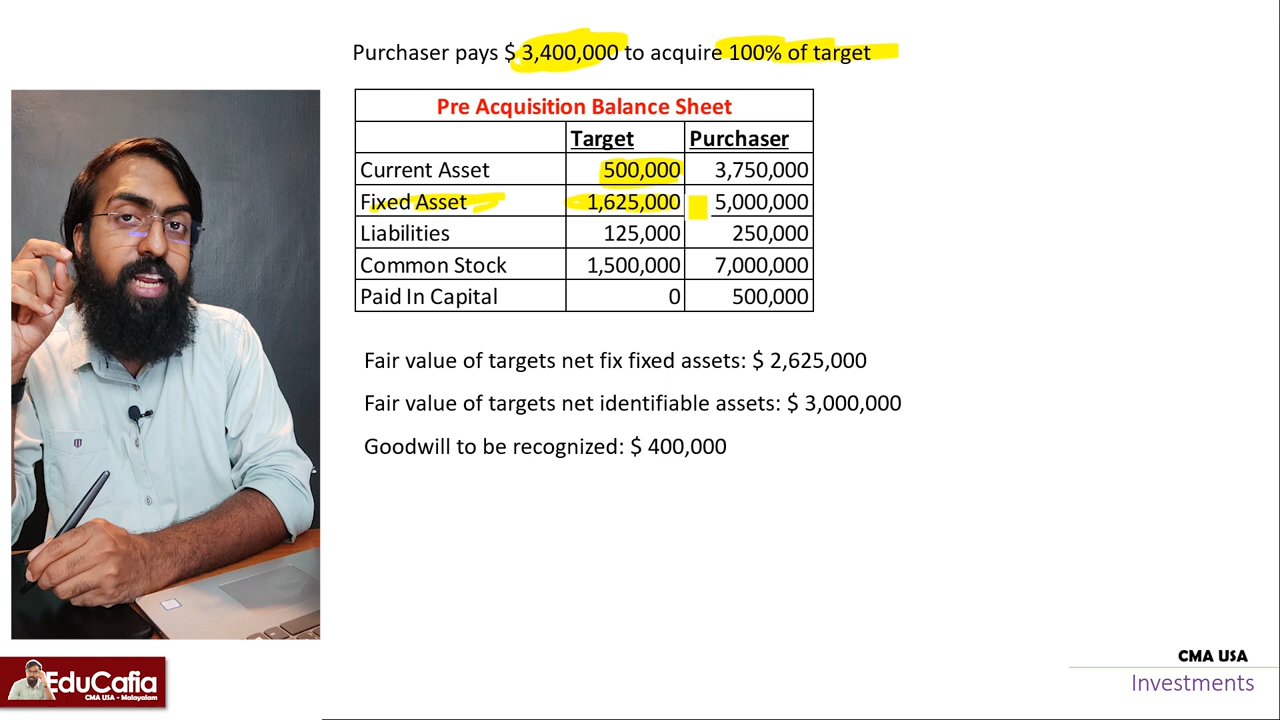 Purchaser pays $ 3,400,000 to acquire 100% of target
Pre Acquisition Balance Sheet
Target Purchaser
Current Asset 500,000 3,750,000
Fixed Asset 1,625,000 5,000,000
Liabilities 125,000 250,000
Common Stock 1,500,000 7,000,000
Paid In Capital 0 500,000
Fair value of targets net fix fixed assets: $ 2,625,000
Fair value of targets net identifiable assets: $ 3,000,000
Goodwill to be recognized: $ 400,000
CMA USA
Investments
EduCafia
CMA USA - Malayalam